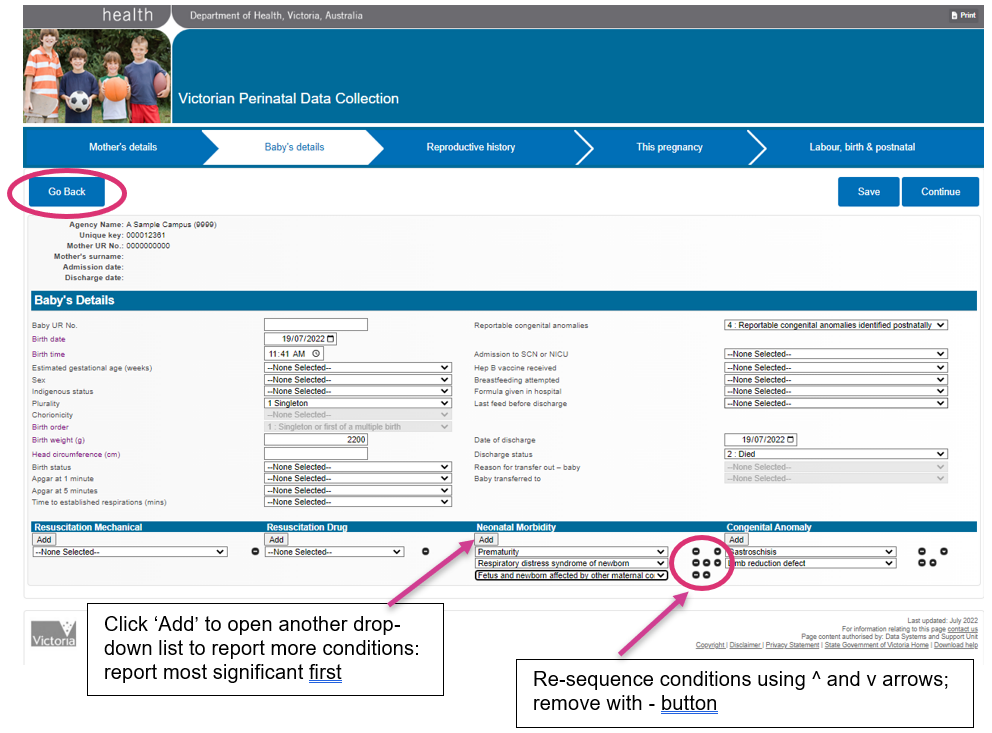 health
Department of Health, Victoria, Australia
Print
Victorian Perinatal Data Collection
Mother's details
Baby's details
Reproductive history
This pregnancy
Labour, birth & postnatal
Go Back
Save
Continue
Agency Name: A Sample Campus (9999)
Unique key: 000012361
Mother UR No.: 0000000000
Mother's surname:
Admission date:
Discharge date:
Baby's Details
Baby UR No.
Birth date 19/07/2022
Birth time 11:41 AM
Estimated gestational age (weeks) --None Selected--
Sex --None Selected--
Indigenous status --None Selected--
Plurality 1 Singleton
Chorionicity --None Selected--
Birth order 1 : Singleton or first of a multiple birth
Birth weight (g) 2200
Head circumference (cm)
Birth status --None Selected--
Apgar at 1 minute --None Selected--
Apgar at 5 minutes --None Selected--
Time to established respirations (mins) --None Selected--
Reportable congenital anomalies 4 : Reportable congenital anomalies identified postnatally
Admission to SCN or NICU --None Selected--
Hep B vaccine received --None Selected--
Breastfeeding attempted --None Selected--
Formula given in hospital --None Selected--
Last feed before discharge --None Selected--
Date of discharge 19/07/2022
Discharge status 2 : Died
Reason for transfer out – baby --None Selected--
Baby transferred to --None Selected--
Resuscitation Mechanical
Add
--None Selected--
Resuscitation Drug
Add
--None Selected--
Neonatal Morbidity
Add
Prematurity
Respiratory distress syndrome of newborn
Fetus and newborn affected by other maternal co
Congenital Anomaly
Add
Gastroschisis
limb reduction defect
Click 'Add' to open another drop-
down list to report more conditions:
report most significant first
Re-sequence conditions using ^ and v arrows;
remove with - button
Victoria
Last updated: July 2022
For information relating to this page contact us
Page content authorised by: Data Systems and Support Unit
Copyright | Disclaimer | Privacy Statement | State Government of Victoria Home | Download help